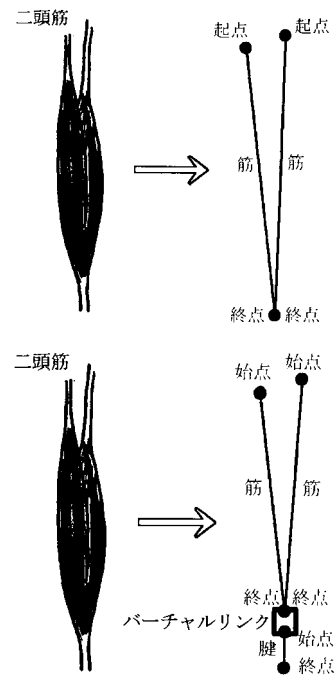 二頭筋
起点 起点
筋 筋
終点 終点
二頭筋
始点 始点
筋 筋
終点 終点
バーチャルリンク
始点
腱
終点